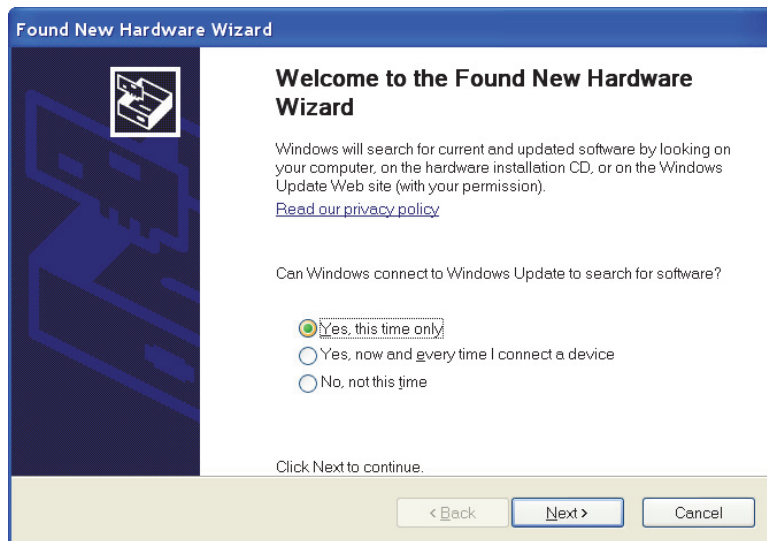 Found New Hardware Wizard
Welcome to the Found New Hardware
Wizard
Windows will search for current and updated software by looking on
your computer, on the hardware installation CD, or on the Windows
Update Web site (with your permission).
Read our privacy policy
Can Windows connect to Windows Update to search for software?
Yes, this time only
Yes, now and every time I connect a device
No, not this time
Click Next to continue.
< Back Next > Cancel